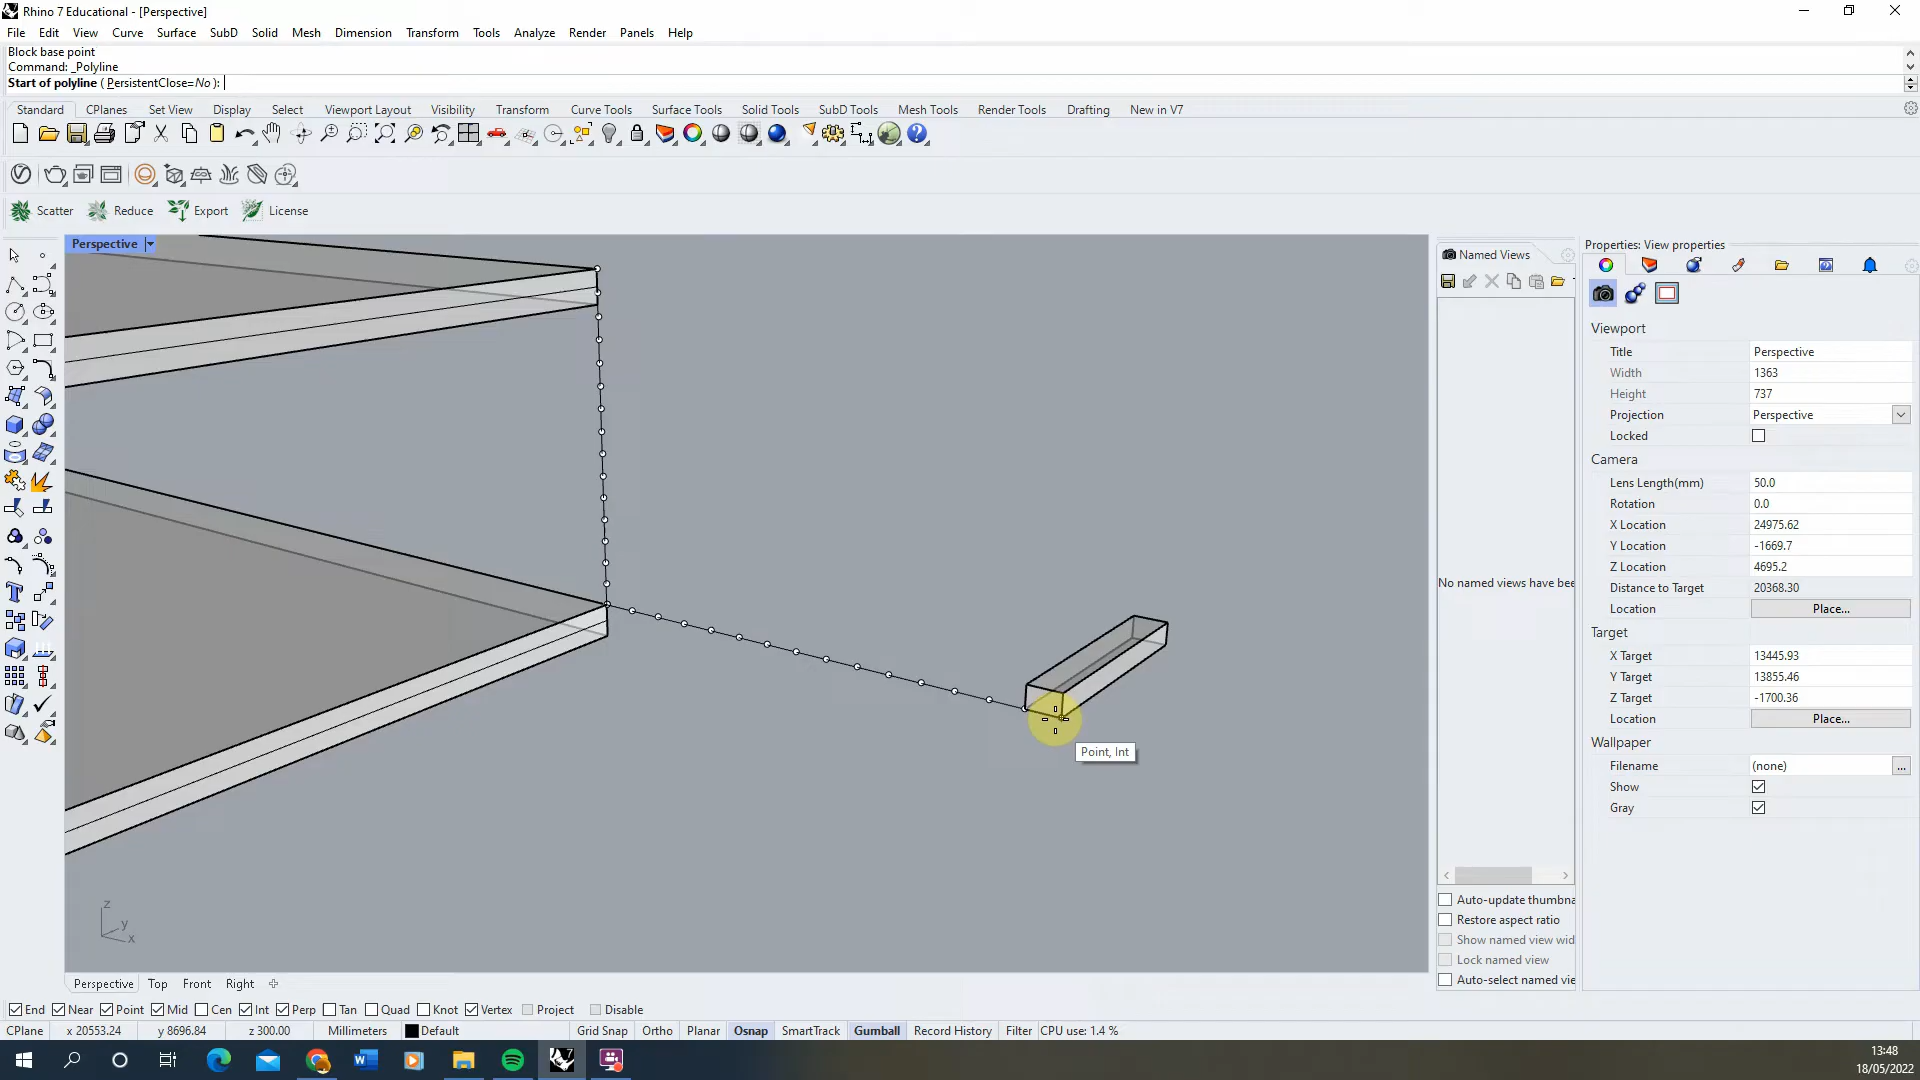 Rhino 7 Educational - [Perspective]
File Edit View Curve Surface SubD Solid Mesh Dimension Transform Tools Analyze Render Panels Help
Block base point
Command: _Polyline
Start of polyline ( PersistentClose=No ):
Standard CPlanes Set View Display Select Viewport Layout Visibility Transform Curve Tools Surface Tools Solid Tools SubD Tools Mesh Tools Render Tools Drafting New in V7
Scatter Reduce Export License
Perspective
Point, Int
z
y
x
Named Views
No named views have beer
Auto-update thumbna
Restore aspect ratio
Show named view wid
Lock named view
Auto-select named vie
Properties: View properties
Viewport
Title Perspective
Width 1363
Height 737
Projection Perspective
Locked
Camera
Lens Length(mm) 50.0
Rotation 0.0
X Location 24975.62
Y Location -1669.7
Z Location 4695.2
Distance to Target 20368.30
Location Place...
Target
X Target 13445.93
Y Target 13855.46
Z Target -1700.36
Location Place...
Wallpaper
Filename (none) ...
Show
Gray
Perspective Top Front Right
End Near Point Mid Cen Int Perp Tan Quad Knot Vertex Project Disable
CPlane x 20553.24 y 8696.84 z 300.00 Millimeters Default Grid Snap Ortho Planar Osnap SmartTrack Gumball Record History Filter CPU use: 1.4 %
13:48
18/05/2022